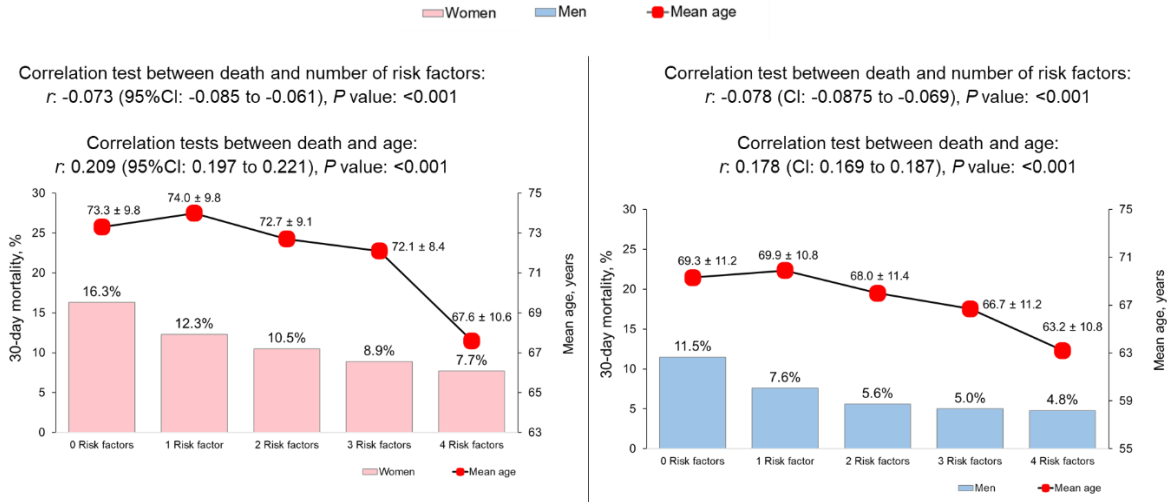 Women Men Mean age
Correlation test between death and number of risk factors:
r: -0.073 (95%CI: -0.085 to -0.061), P value: <0.001
Correlation tests between death and age:
r: 0.209 (95%CI: 0.197 to 0.221), P value: <0.001
30-day mortality, %
30
25
20
15
10
5
0
73.3 ± 9.8
74.0 ± 9.8
72.7 ± 9.1
72.1 ± 8.4
67.6 ± 10.6
16.3%
12.3%
10.5%
8.9%
7.7%
75
73
71
69
67
65
63
Mean age, years
0 Risk factors 1 Risk factor 2 Risk factors 3 Risk factors 4 Risk factors
Women Mean age
Correlation test between death and number of risk factors:
r: -0.078 (CI: -0.0875 to -0.069), P value: <0.001
Correlation test between death and age:
r: 0.178 (CI: 0.169 to 0.187), P value: <0.001
30-day mortality, %
30
25
20
15
10
5
0
69.3 ± 11.2
69.9 ± 10.8
68.0 ± 11.4
66.7 ± 11.2
63.2 ± 10.8
11.5%
7.6%
5.6%
5.0%
4.8%
75
71
67
63
59
55
Mean age, years
0 Risk factors 1 Risk factor 2 Risk factors 3 Risk factors 4 Risk factors
Men Mean age